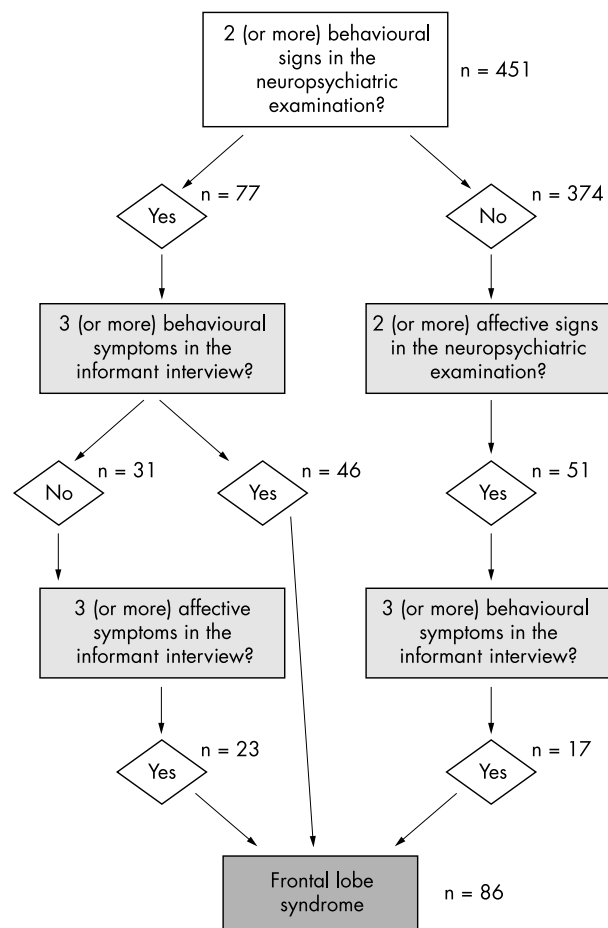 2 (or more) behavioural
signs in the
neuropsychiatric
examination?
n = 451
n = 77
n = 374
Yes
No
3 (or more) behavioural
symptoms in the
informant interview?
2 (or more) affective signs
in the neuropsychiatric
examination?
n = 31
n = 46
n = 51
No
Yes
Yes
3 (or more) affective
symptoms in the
informant interview?
3 (or more) behavioural
symptoms in the
informant interview?
n = 23
n = 17
Yes
Yes
Frontal lobe
syndrome
n = 86